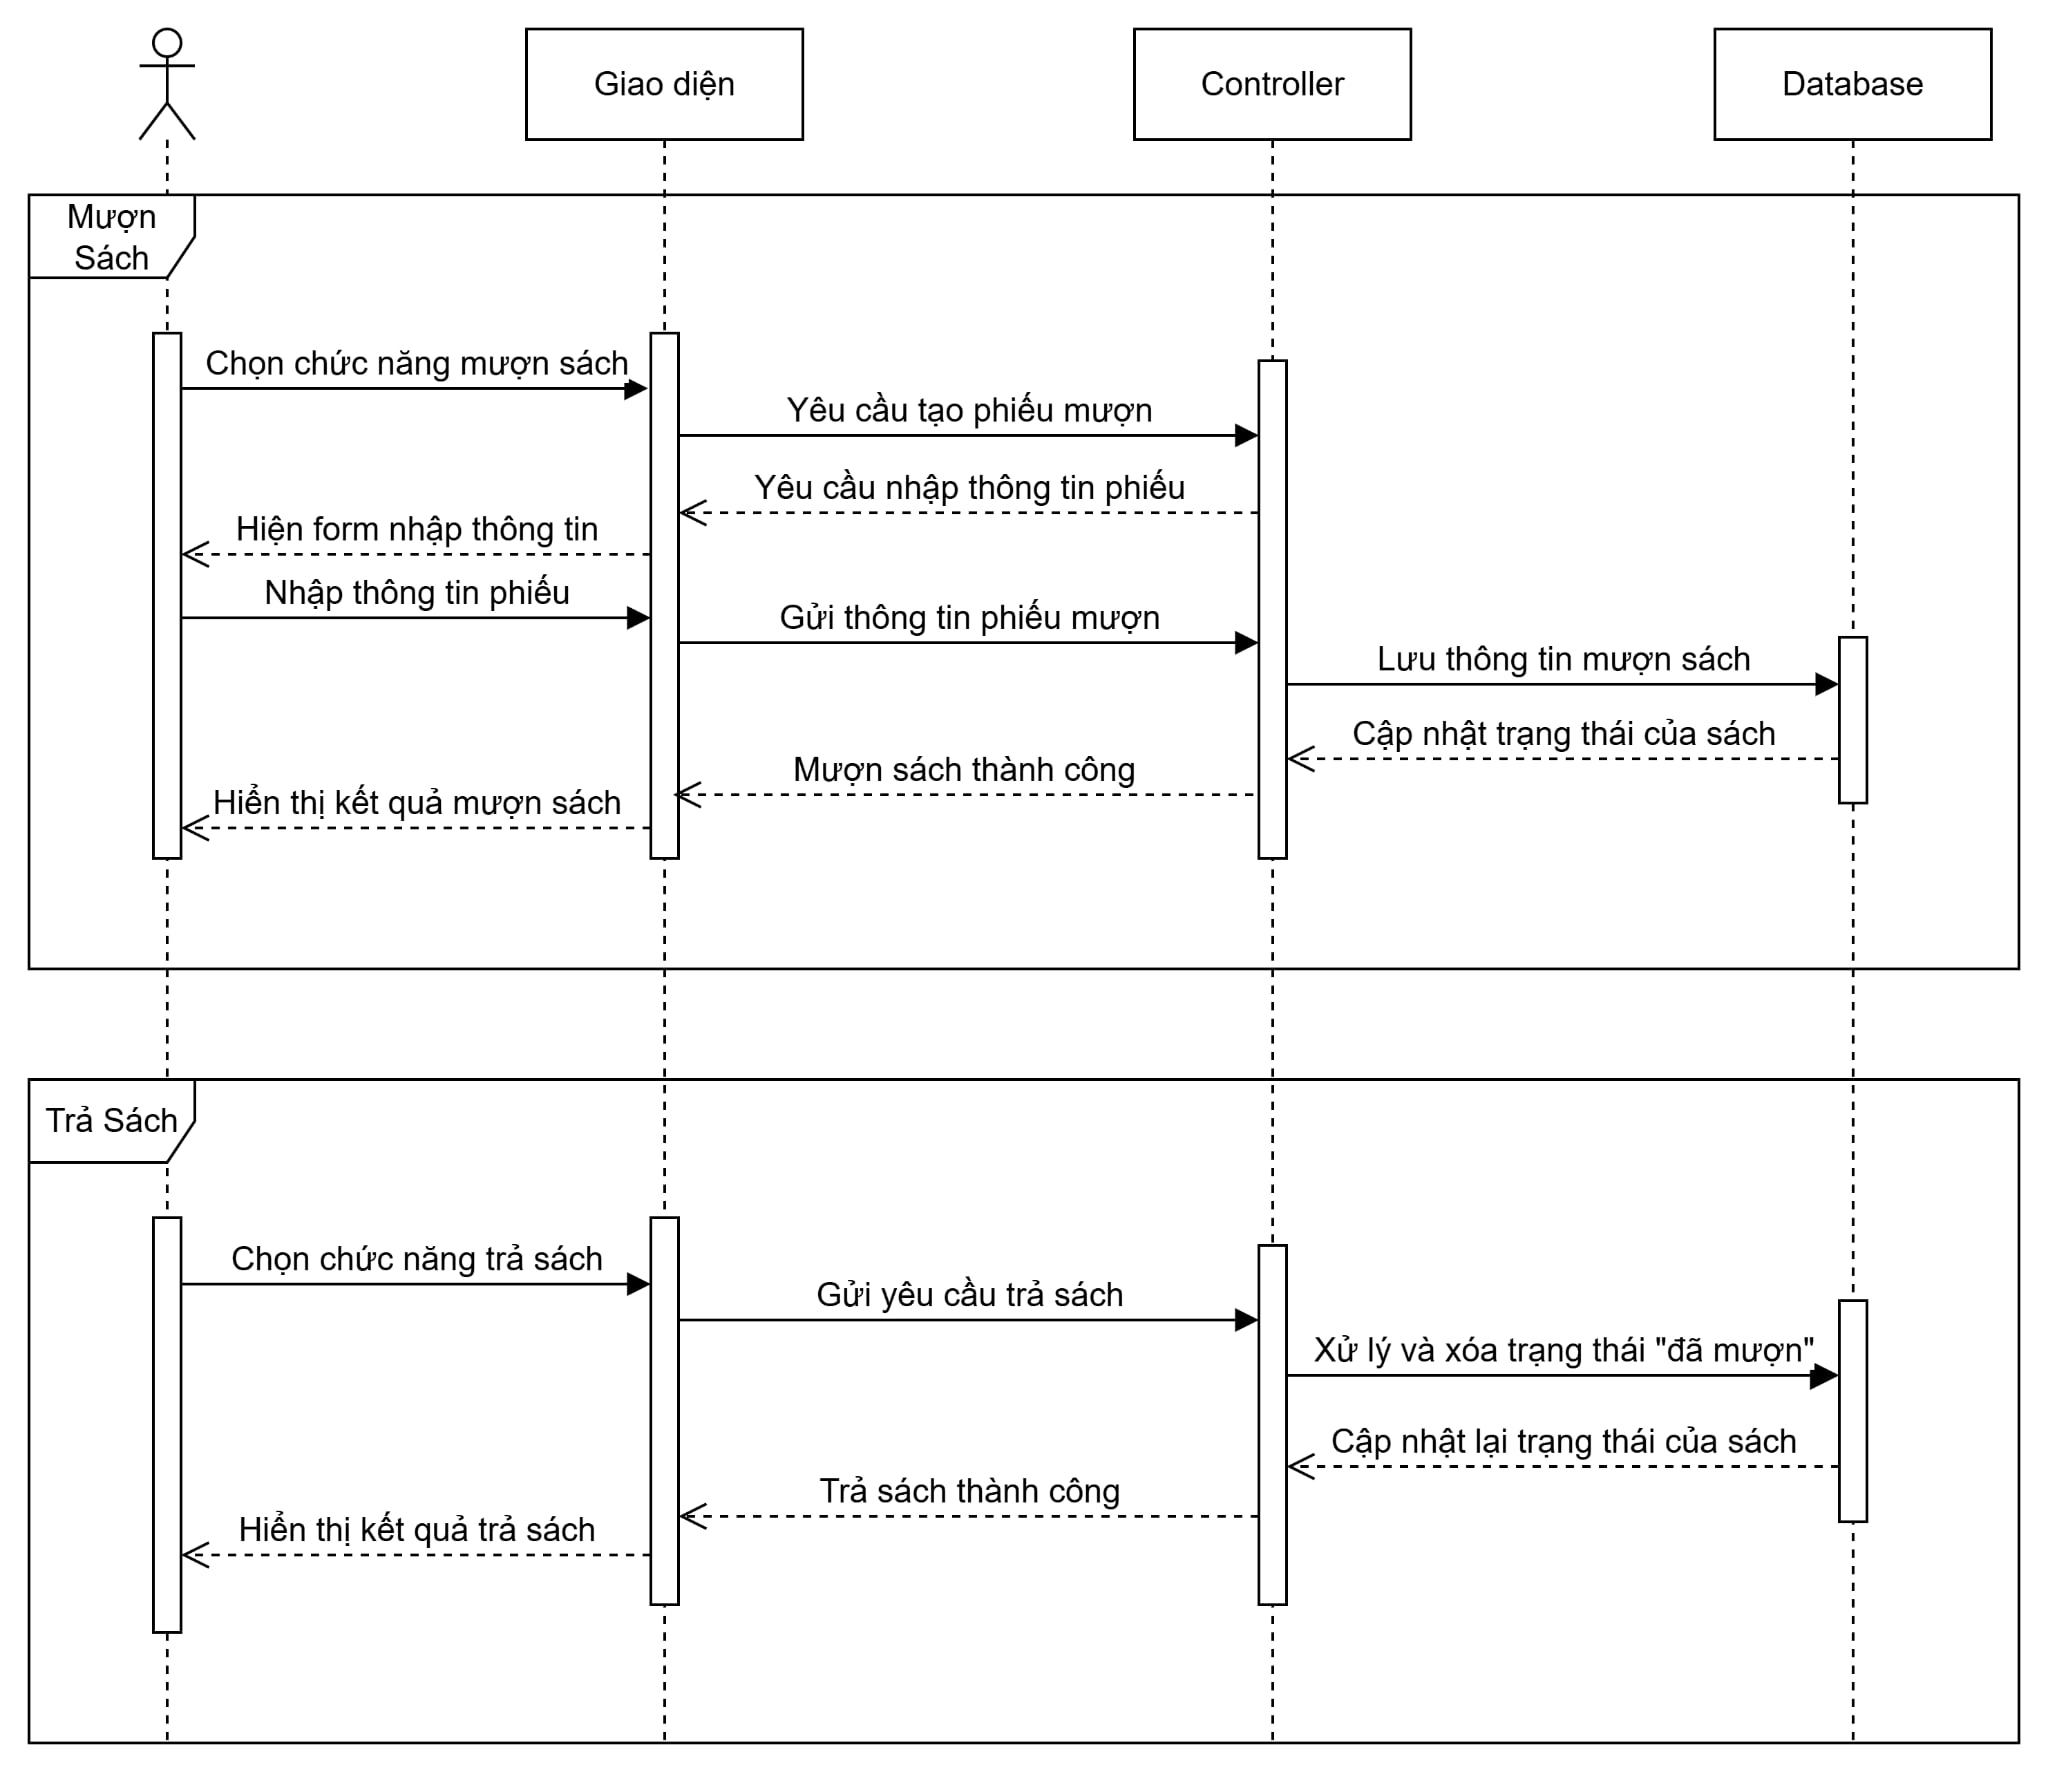 Giao diện
Controller
Database
Mượn
Sách
Chọn chức năng mượn sách
Yêu cầu tạo phiếu mượn
Yêu cầu nhập thông tin phiếu
Hiện form nhập thông tin
Nhập thông tin phiếu
Gửi thông tin phiếu mượn
Lưu thông tin mượn sách
Cập nhật trạng thái của sách
Mượn sách thành công
Hiển thị kết quả mượn sách
Trả Sách
Chọn chức năng trả sách
Gửi yêu cầu trả sách
Xử lý và xóa trạng thái "đã mượn"
Cập nhật lại trạng thái của sách
Trả sách thành công
Hiển thị kết quả trả sách